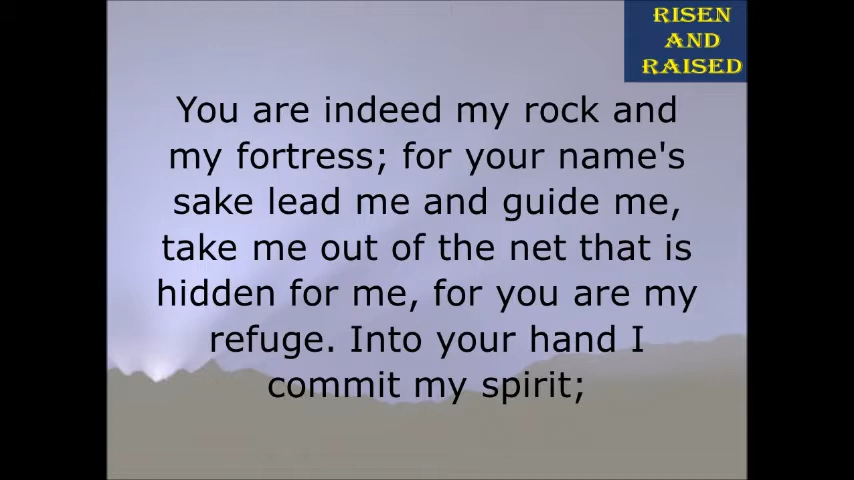 RISEN
AND
RAISED
You are indeed my rock and
my fortress; for your name's
sake lead me and guide me,
take me out of the net that is
hidden for me, for you are my
refuge. Into your hand I
commit my spirit;